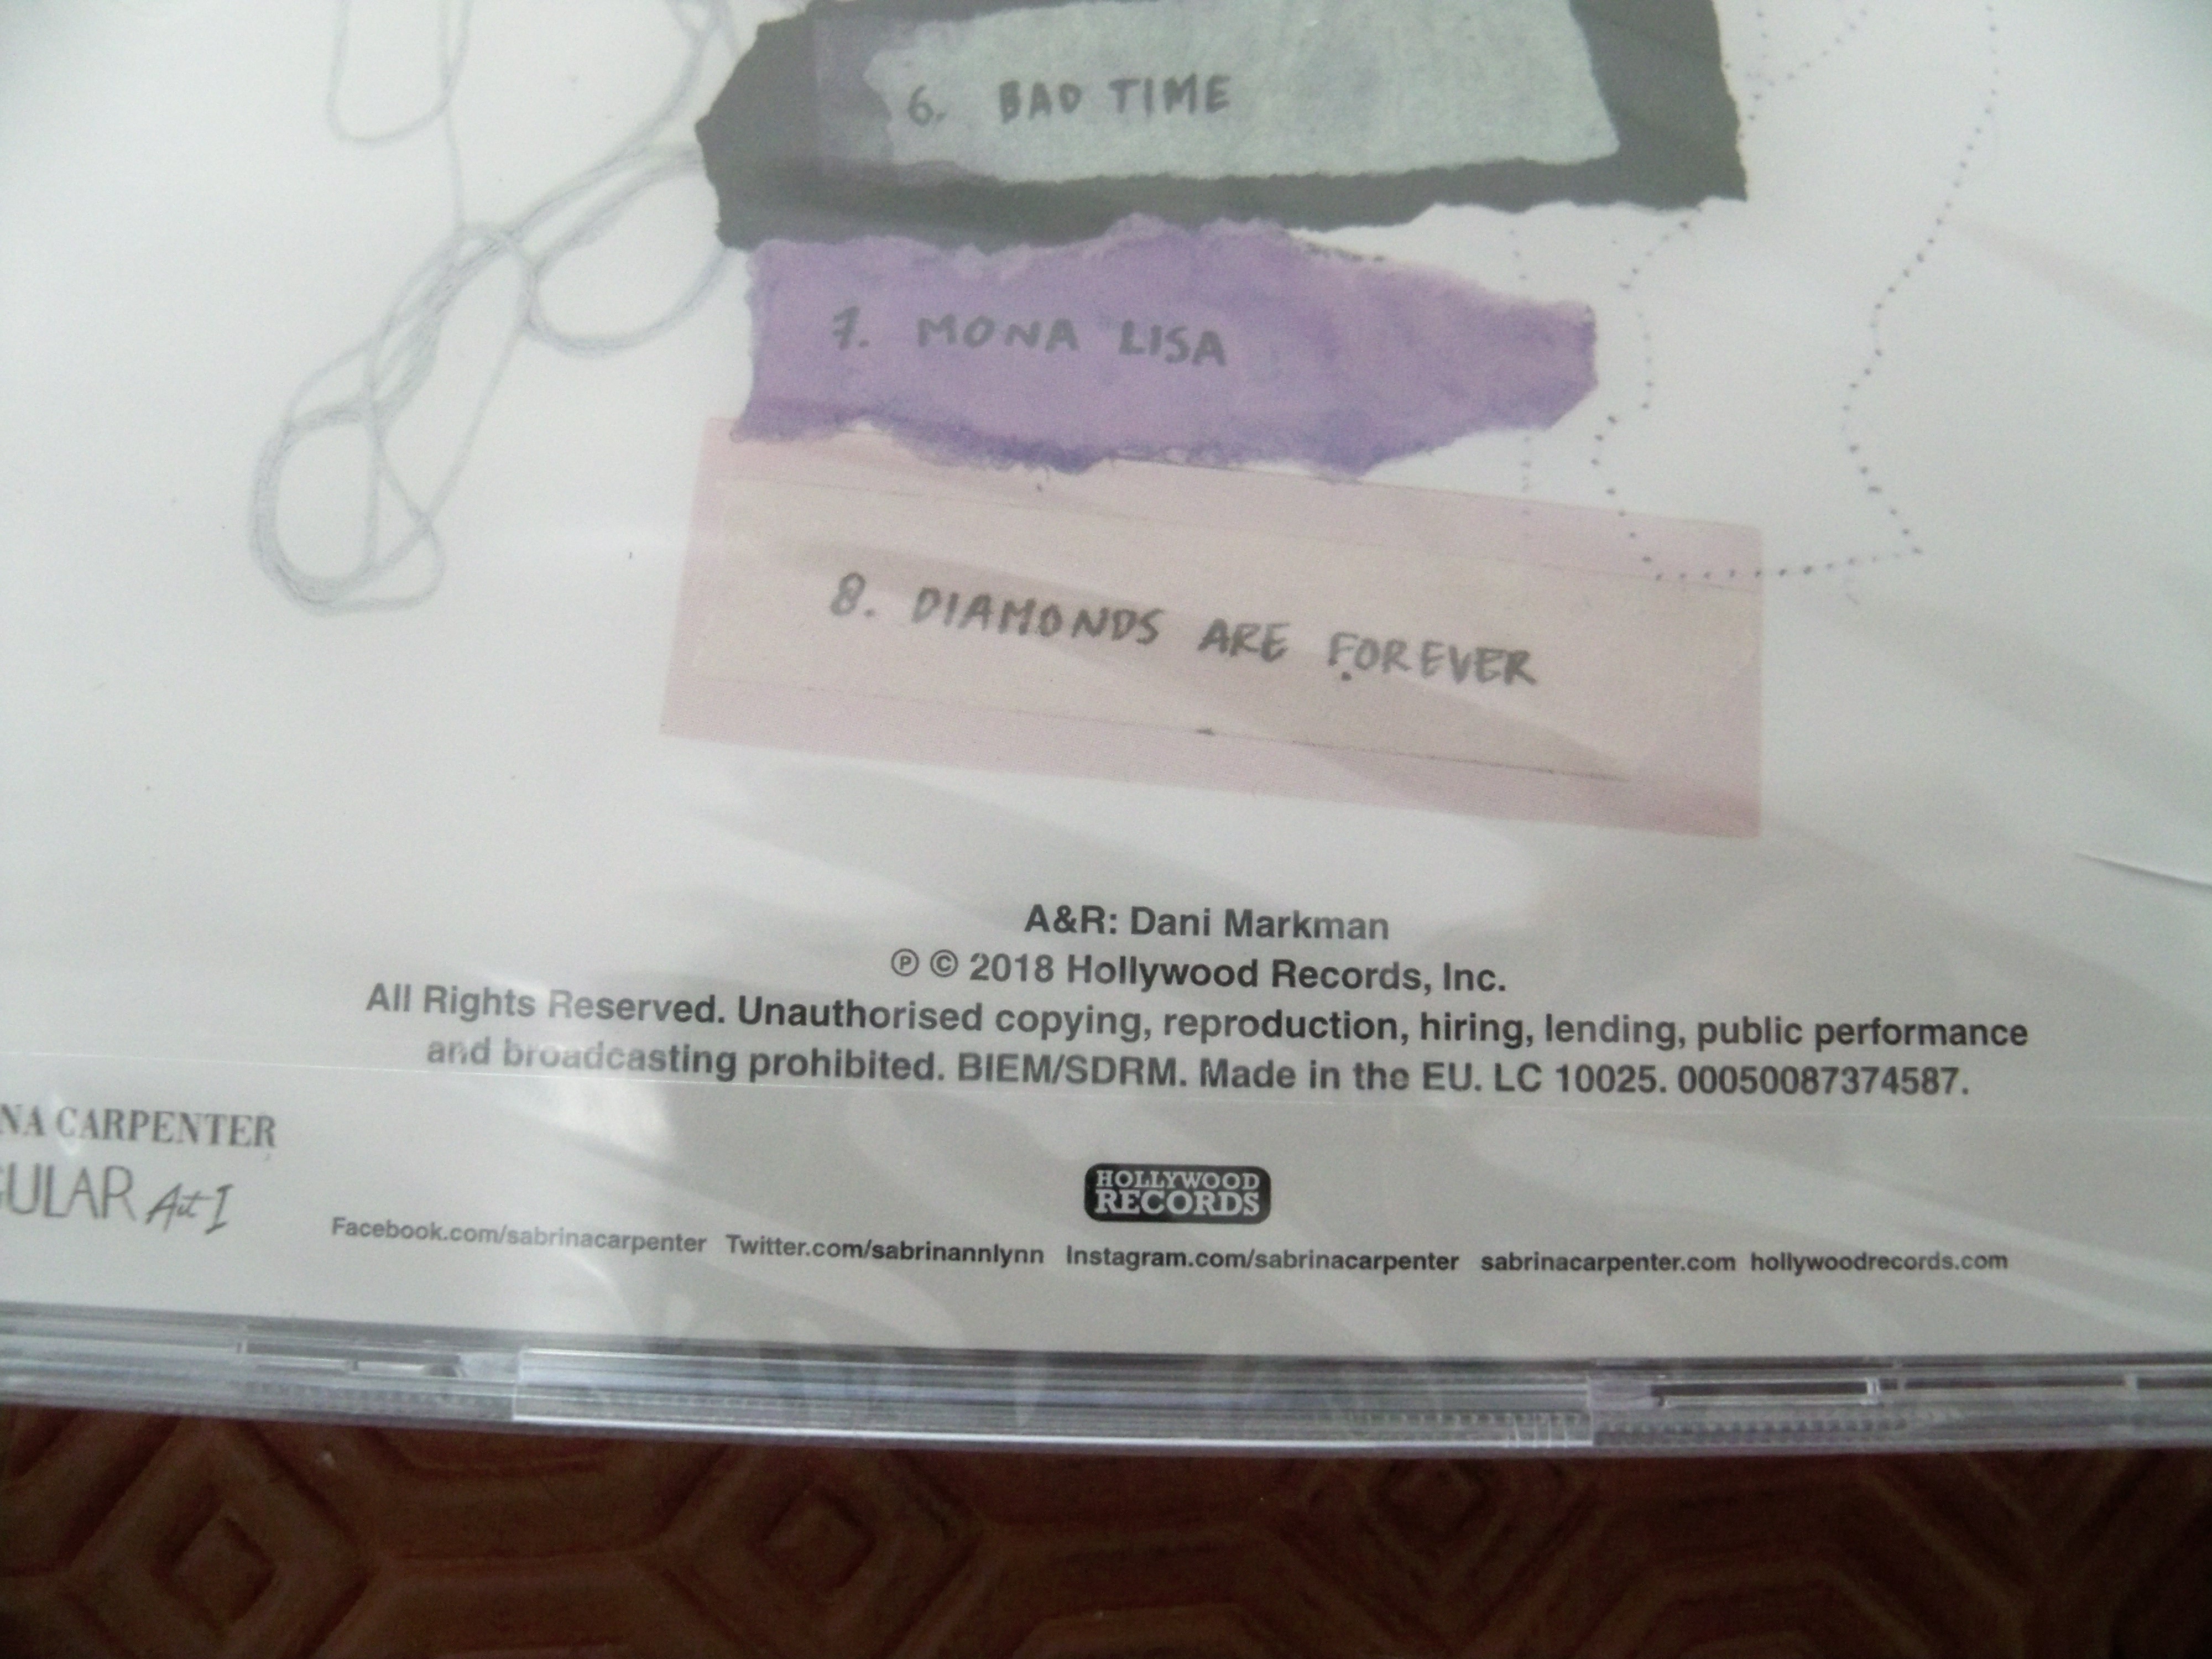 6. BAD TIME
7. MONA LISA
8. DIAMONDS ARE FOREVER
A&R: Dani Markman
℗ © 2018 Hollywood Records, Inc.
All Rights Reserved. Unauthorised copying, reproduction, hiring, lending, public performance
and broadcasting prohibited. BIEM/SDRM. Made in the EU. LC 10025. 00050087374587.
NA CARPENTER
GULAR Act I
HOLLYWOOD
RECORDS
Facebook.com/sabrinacarpenter Twitter.com/sabrinannlynn Instagram.com/sabrinacarpenter sabrinacarpenter.com hollywoodrecords.com